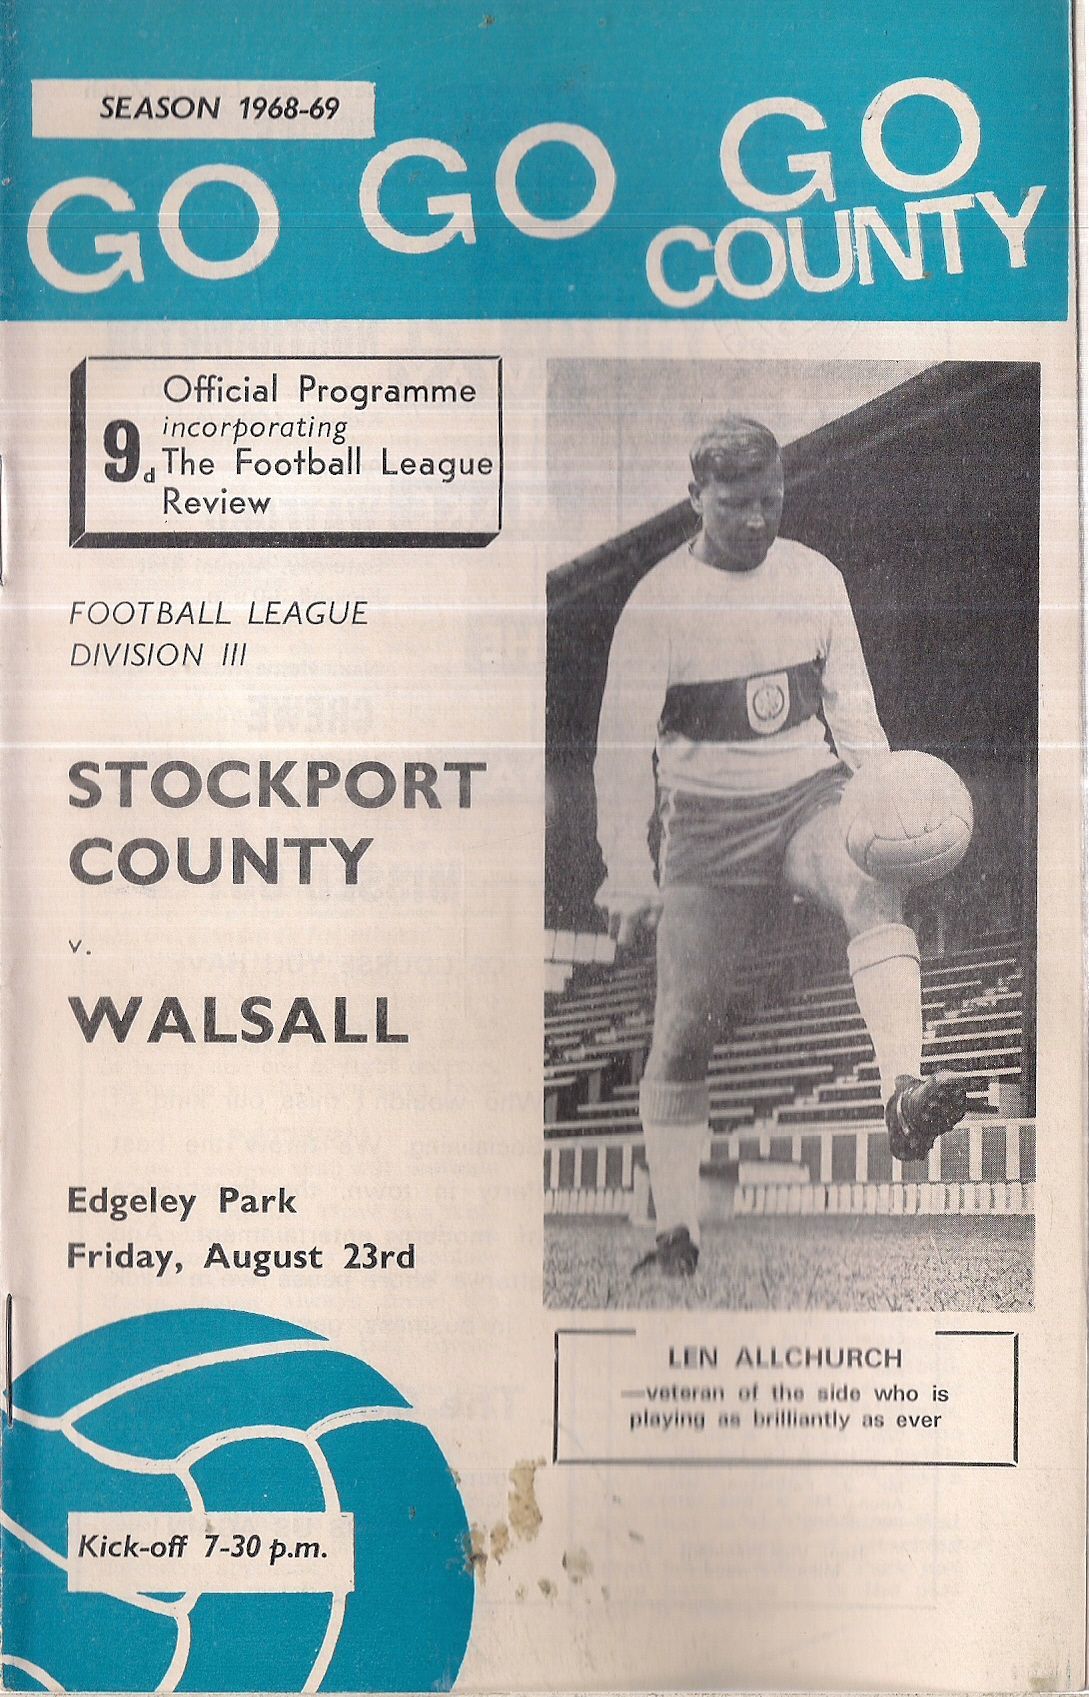 SEASON 1968-69
GO GO GO
COUNTY
Official Programme
incorporating
9d The Football League
Review
FOOTBALL LEAGUE
DIVISION III
STOCKPORT
COUNTY
v.
WALSALL
Edgeley Park
Friday, August 23rd
LEN ALLCHURCH
—veteran of the side who is
playing as brilliantly as ever
Kick-off 7-30 p.m.